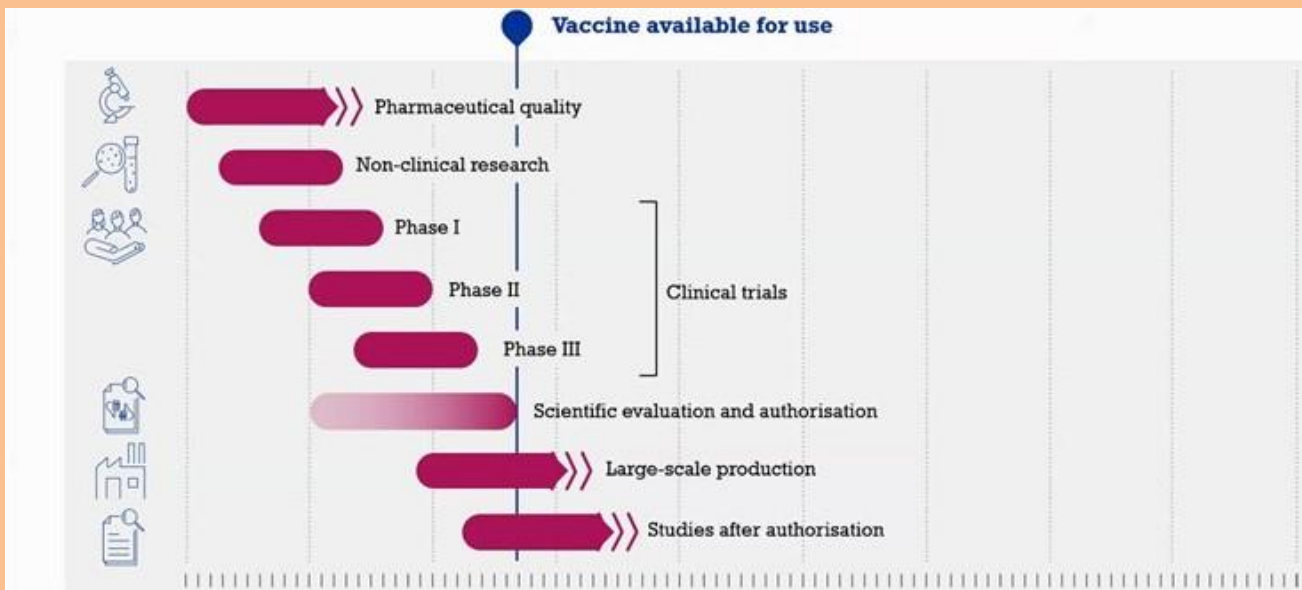 Vaccine available for use
Pharmaceutical quality
Non-clinical research
Phase I
Phase II
Clinical trials
Phase III
Scientific evaluation and authorisation
Large-scale production
Studies after authorisation